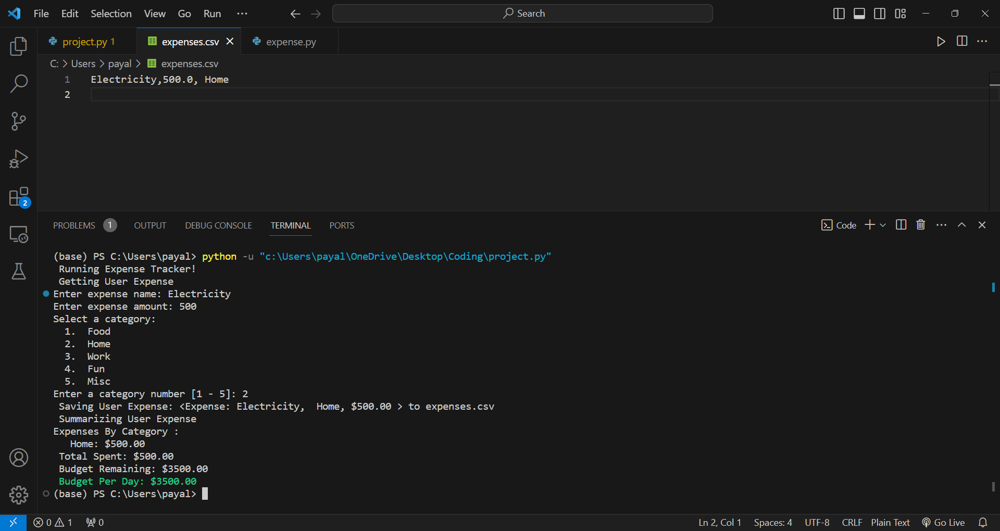 File Edit Selection View Go Run ··· Search
project.py 1 expenses.csv expense.py
C: > Users > payal > expenses.csv
1 Electricity,500.0, Home
2
2
PROBLEMS 1 OUTPUT DEBUG CONSOLE TERMINAL PORTS Code
(base) PS C:\Users\payal> python -u "c:\Users\payal\OneDrive\Desktop\Coding\project.py"
Running Expense Tracker!
Getting User Expense
Enter expense name: Electricity
Enter expense amount: 500
Select a category:
1. Food
2. Home
3. Work
4. Fun
5. Misc
Enter a category number [1 - 5]: 2
Saving User Expense: <Expense: Electricity,  Home, $500.00 > to expenses.csv
Summarizing User Expense
Expenses By Category :
Home: $500.00
Total Spent: $500.00
Budget Remaining: $3500.00
Budget Per Day: $3500.00
(base) PS C:\Users\payal>
0 1 0 Ln 2, Col 1 Spaces: 4 UTF-8 CRLF Plain Text Go Live